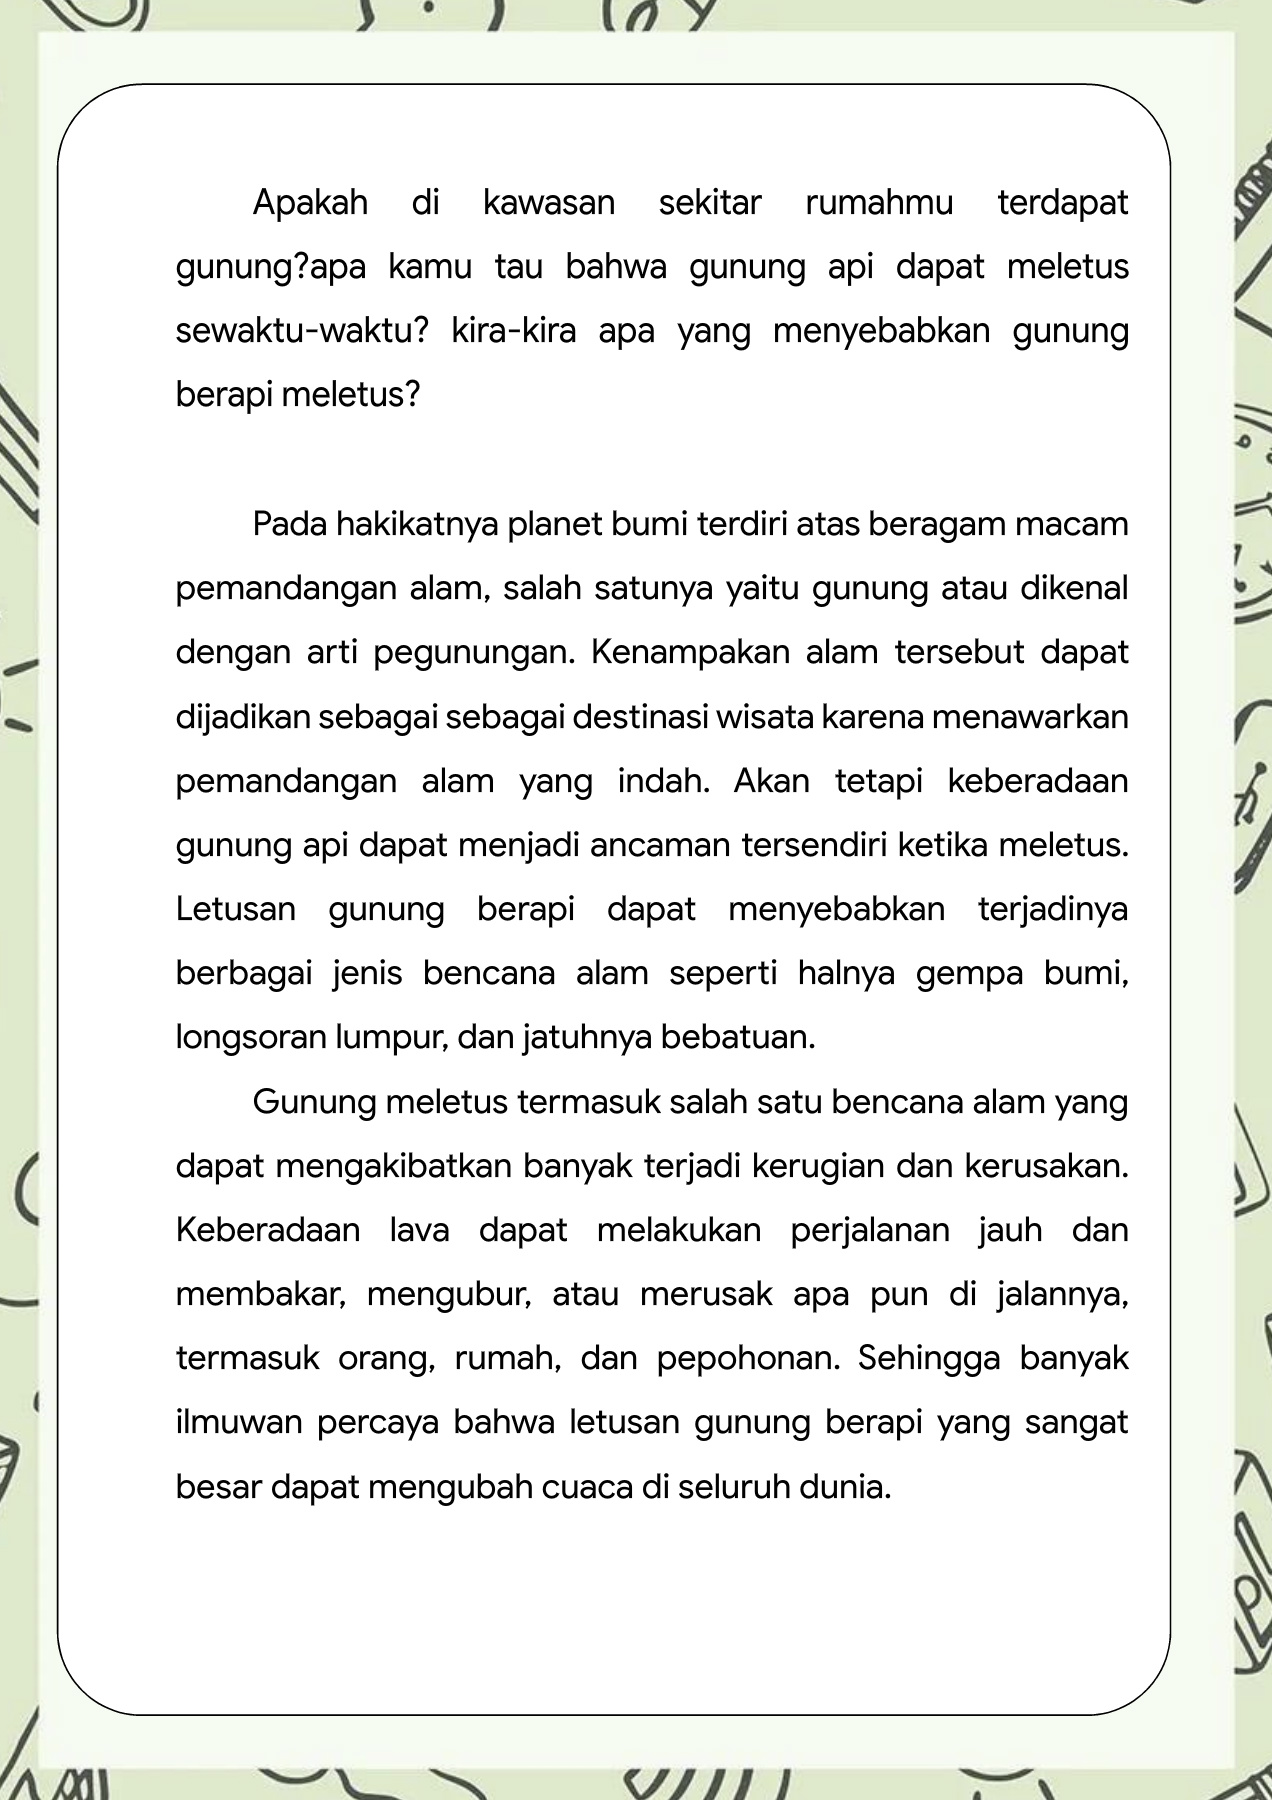 Apakah di kawasan sekitar rumahmu terdapat
gunung?apa kamu tau bahwa gunung api dapat meletus
sewaktu-waktu? kira-kira apa yang menyebabkan gunung
berapi meletus?
Pada hakikatnya planet bumi terdiri atas beragam macam
pemandangan alam, salah satunya yaitu gunung atau dikenal
dengan arti pegunungan. Kenampakan alam tersebut dapat
dijadikan sebagai sebagai destinasi wisata karena menawarkan
pemandangan alam yang indah. Akan tetapi keberadaan
gunung api dapat menjadi ancaman tersendiri ketika meletus.
Letusan gunung berapi dapat menyebabkan terjadinya
berbagai jenis bencana alam seperti halnya gempa bumi,
longsoran lumpur, dan jatuhnya bebatuan.
Gunung meletus termasuk salah satu bencana alam yang
dapat mengakibatkan banyak terjadi kerugian dan kerusakan.
Keberadaan lava dapat melakukan perjalanan jauh dan
membakar, mengubur, atau merusak apa pun di jalannya,
termasuk orang, rumah, dan pepohonan. Sehingga banyak
ilmuwan percaya bahwa letusan gunung berapi yang sangat
besar dapat mengubah cuaca di seluruh dunia.